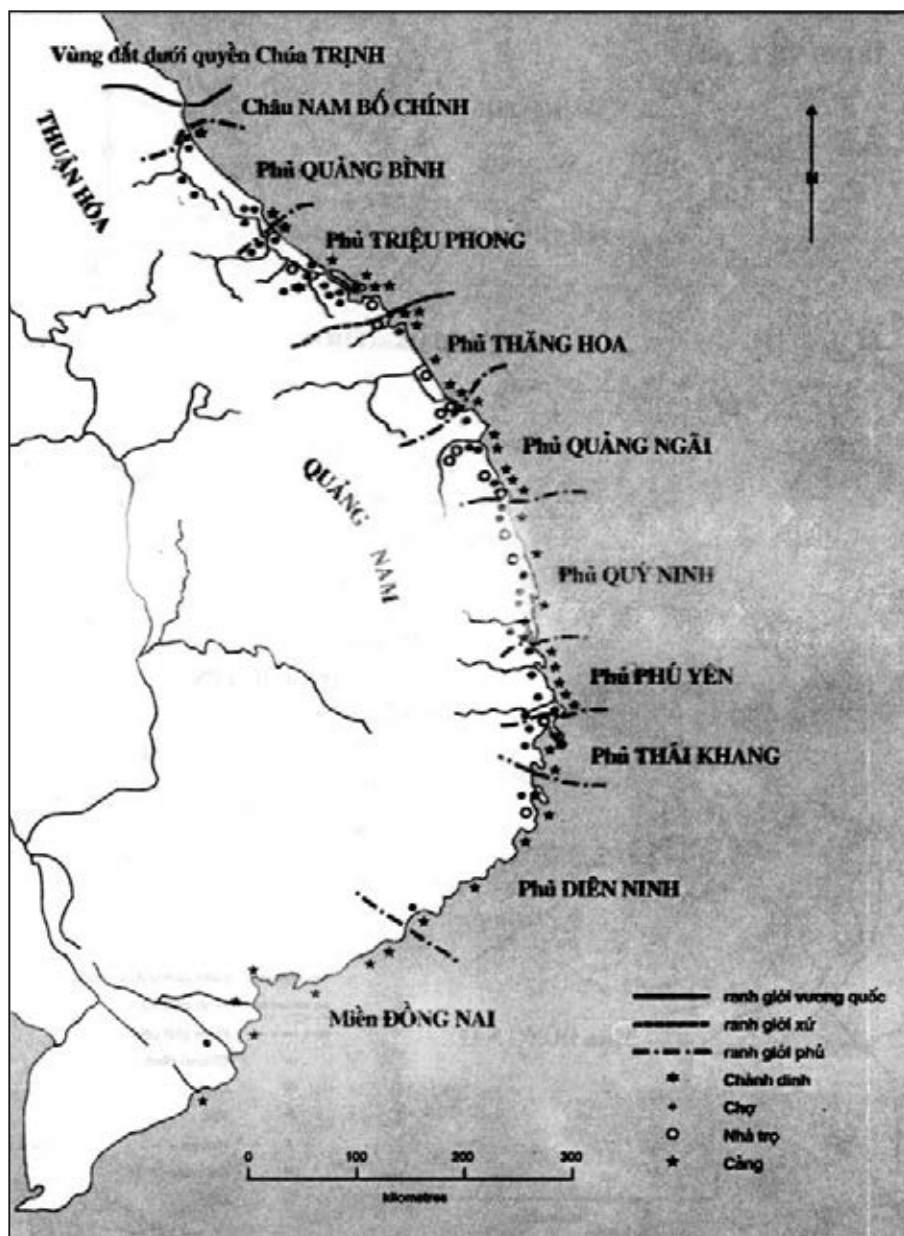 Vùng đất dưới quyền Chúa TRỊNH
Châu NAM BỐ CHÍNH
THUẬN HÓA
Phủ QUẢNG BÌNH
Phủ TRIỆU PHONG
Phủ THĂNG HOA
Phủ QUẢNG NGÃI
QUẢNG NAM
Phủ QUY NINH
Phủ PHÚ YÊN
Phủ THÁI KHANG
Phủ DIÊN NINH
Miền ĐỒNG NAI
ranh giới vương quốc
ranh giới xứ
ranh giới phủ
Chành dinh
Chợ
Nhà trọ
Cảng
0 100 200 300
kilometres